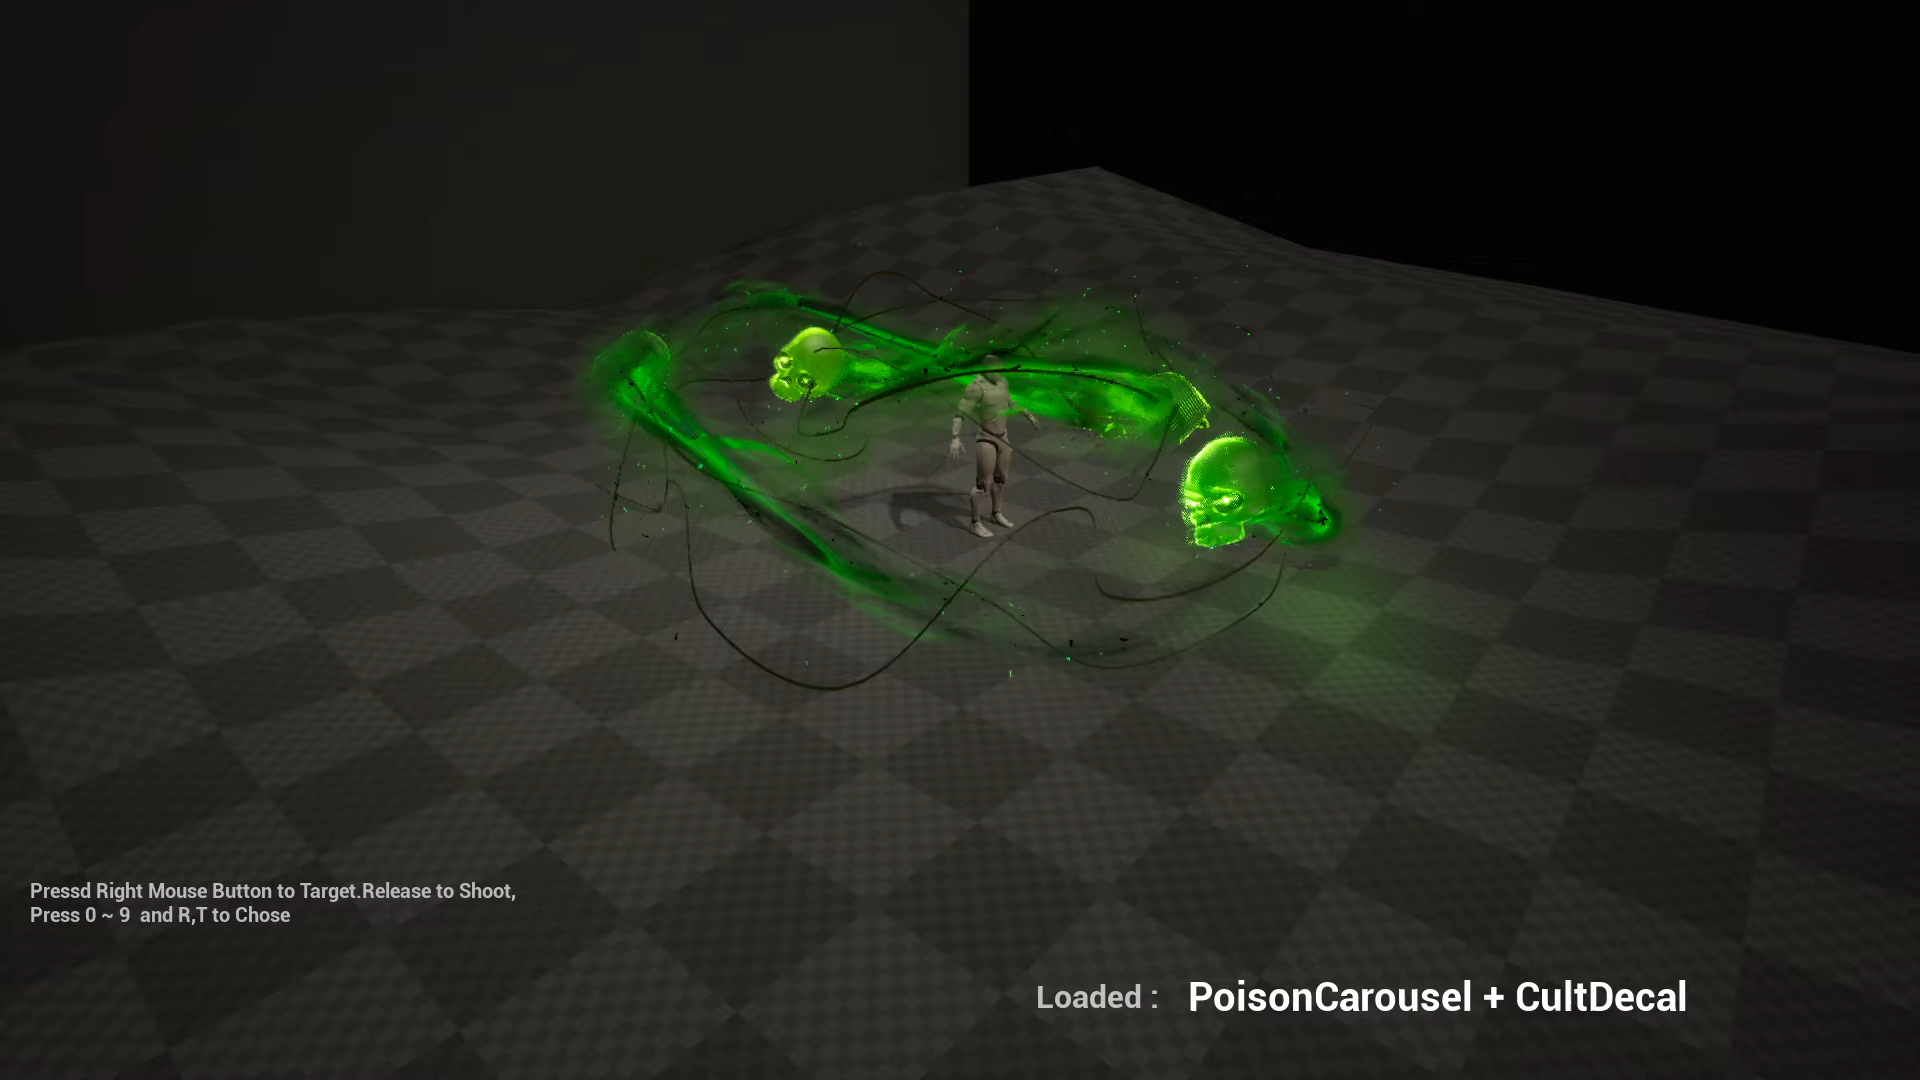 Pressd Right Mouse Button to Target.Release to Shoot,
Press 0 ~ 9  and R,T to Chose
Loaded :  PoisonCarousel + CultDecal